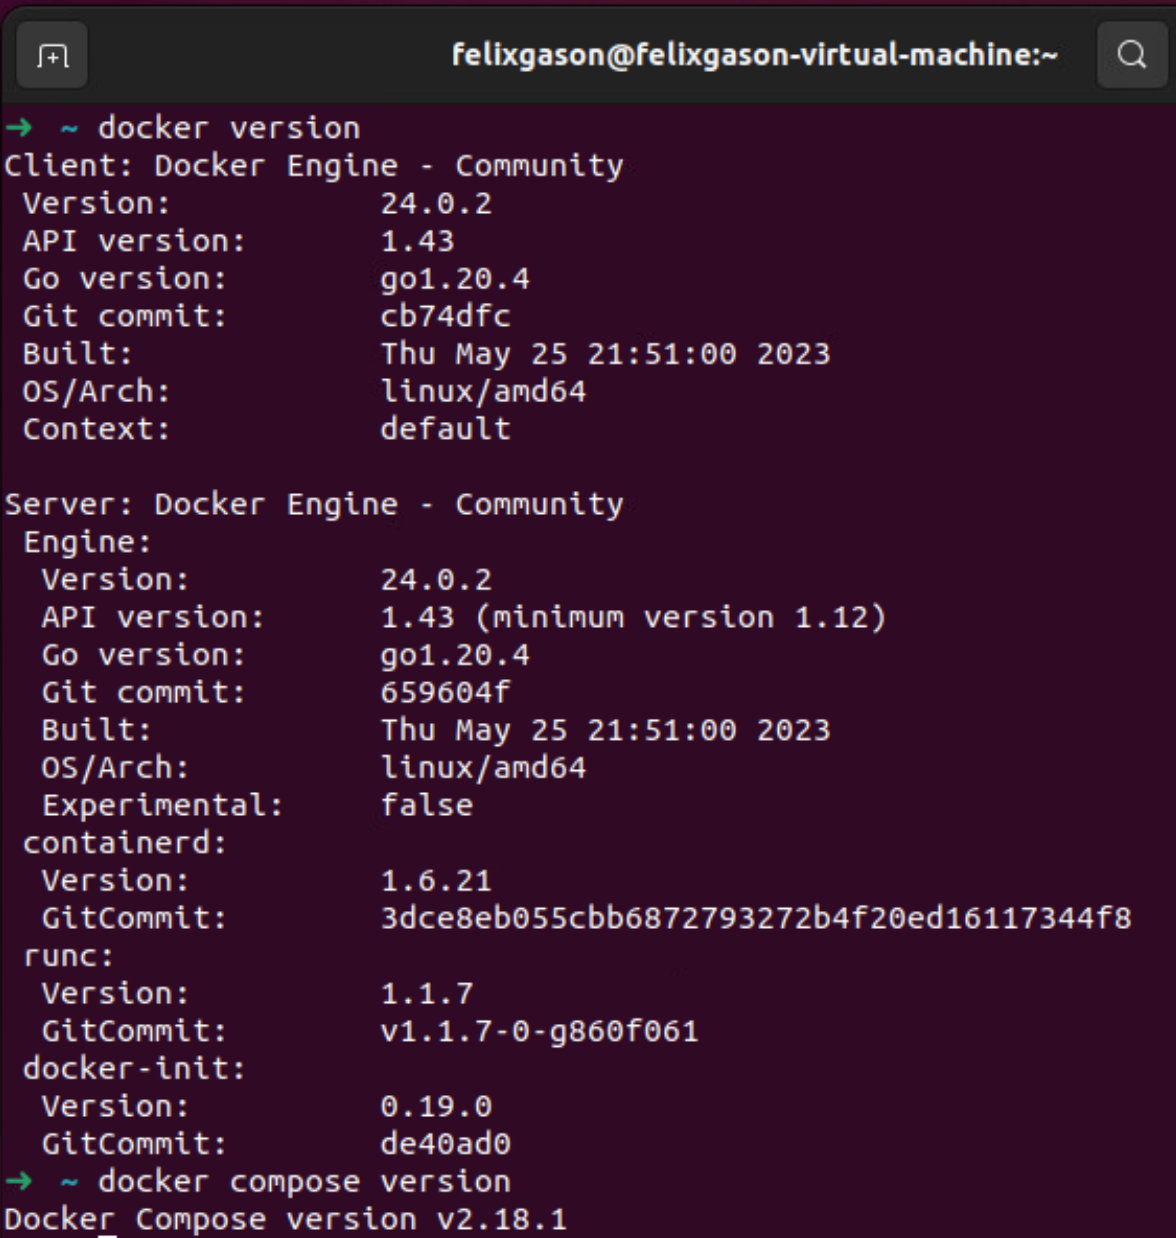 felixgason@felixgason-virtual-machine:~
➜ ~ docker version
Client: Docker Engine - Community
 Version:           24.0.2
 API version:       1.43
 Go version:        go1.20.4
 Git commit:        cb74dfc
 Built:             Thu May 25 21:51:00 2023
 OS/Arch:           linux/amd64
 Context:           default

Server: Docker Engine - Community
 Engine:
  Version:          24.0.2
  API version:      1.43 (minimum version 1.12)
  Go version:       go1.20.4
  Git commit:       659604f
  Built:            Thu May 25 21:51:00 2023
  OS/Arch:          linux/amd64
  Experimental:     false
 containerd:
  Version:          1.6.21
  GitCommit:        3dce8eb055cbb6872793272b4f20ed16117344f8
 runc:
  Version:          1.1.7
  GitCommit:        v1.1.7-0-g860f061
 docker-init:
  Version:          0.19.0
  GitCommit:        de40ad0
➜ ~ docker compose version
Docker Compose version v2.18.1